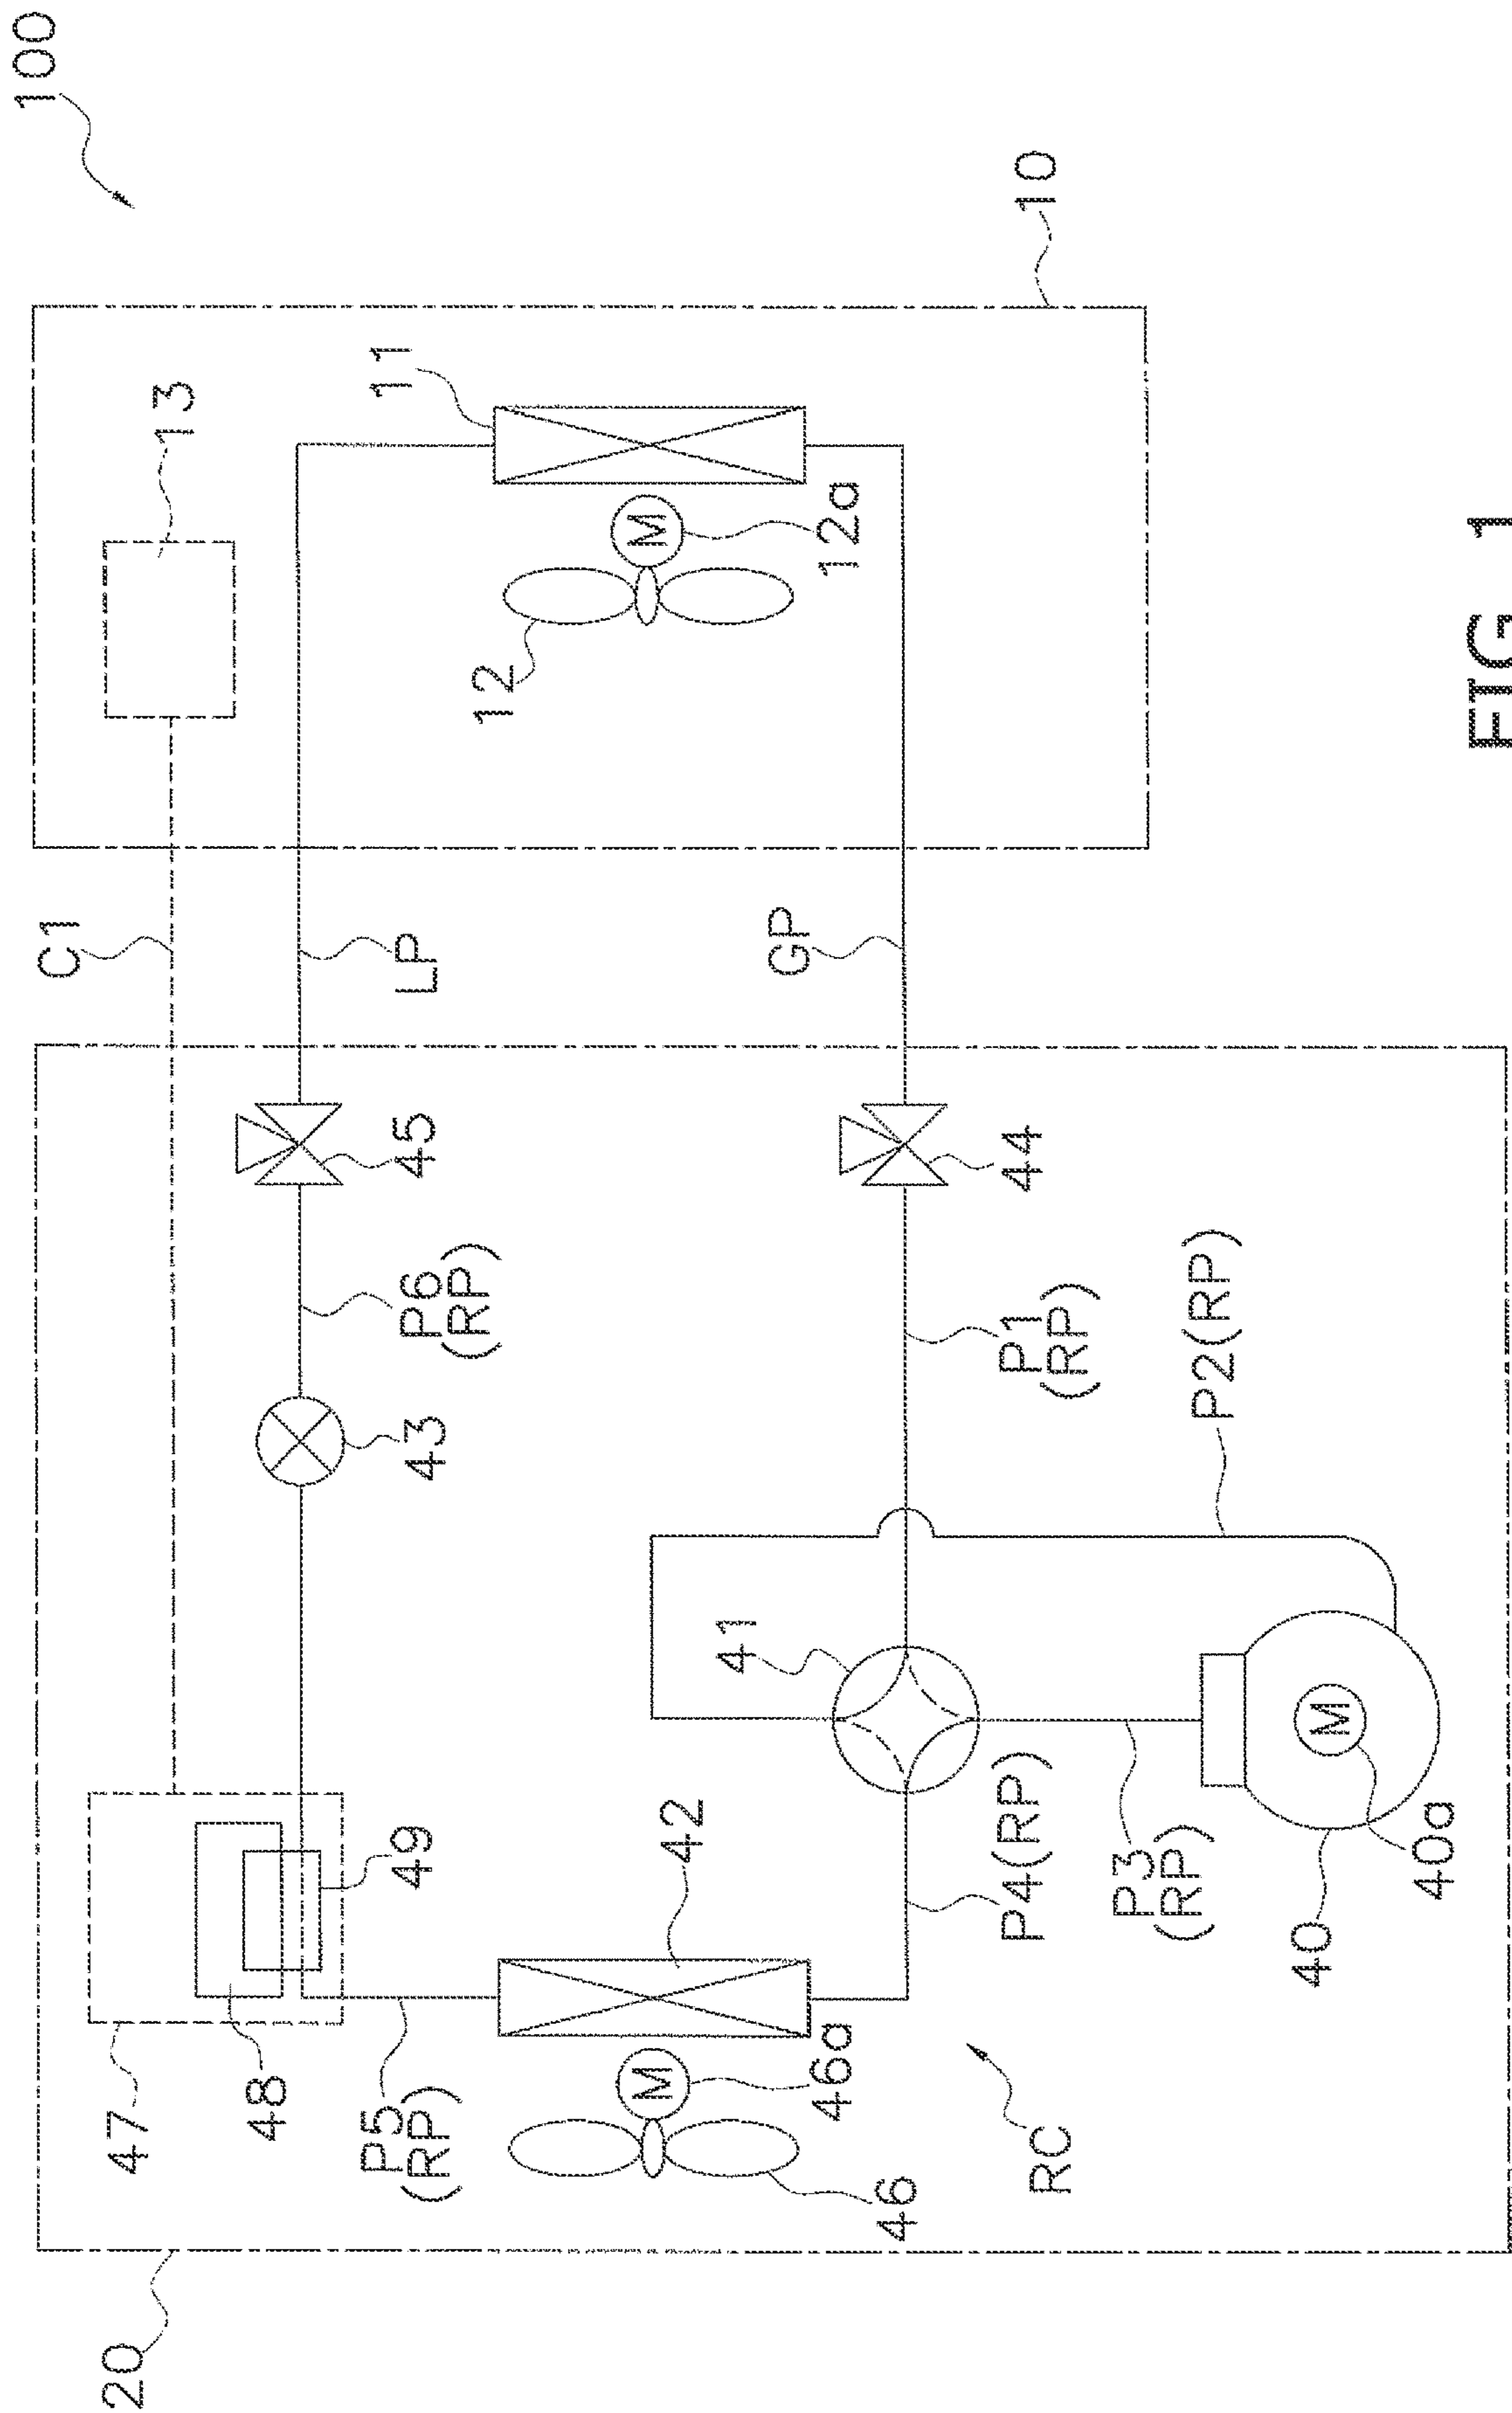 100
C1
20
47
13
48
P5
(RP)
49
43
P6
(RP)
45
LP
11
12
42
41
GP
46a
12a
46
RC
P4(RP)
P1
(RP)
44
10
P3
(RP)
P2(RP)
40
40a
FIG 1